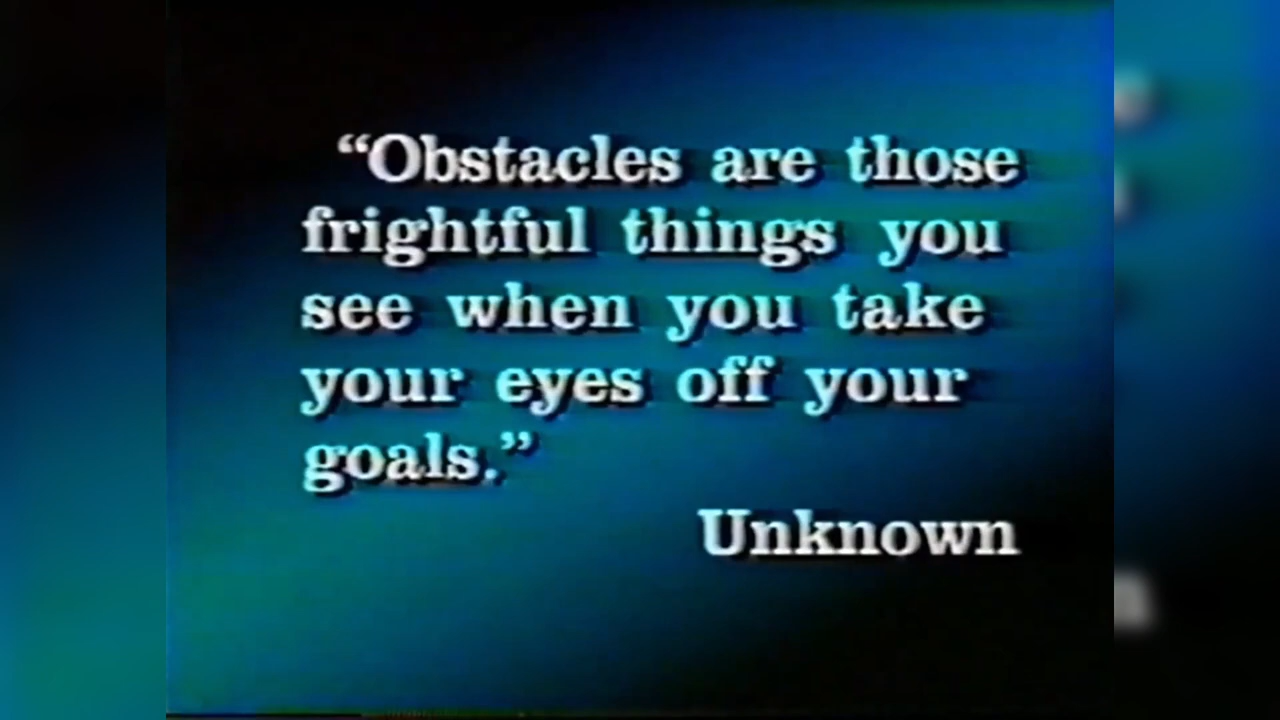 “Obstacles are those
frightful things you
see when you take
your eyes off your
goals.”
Unknown